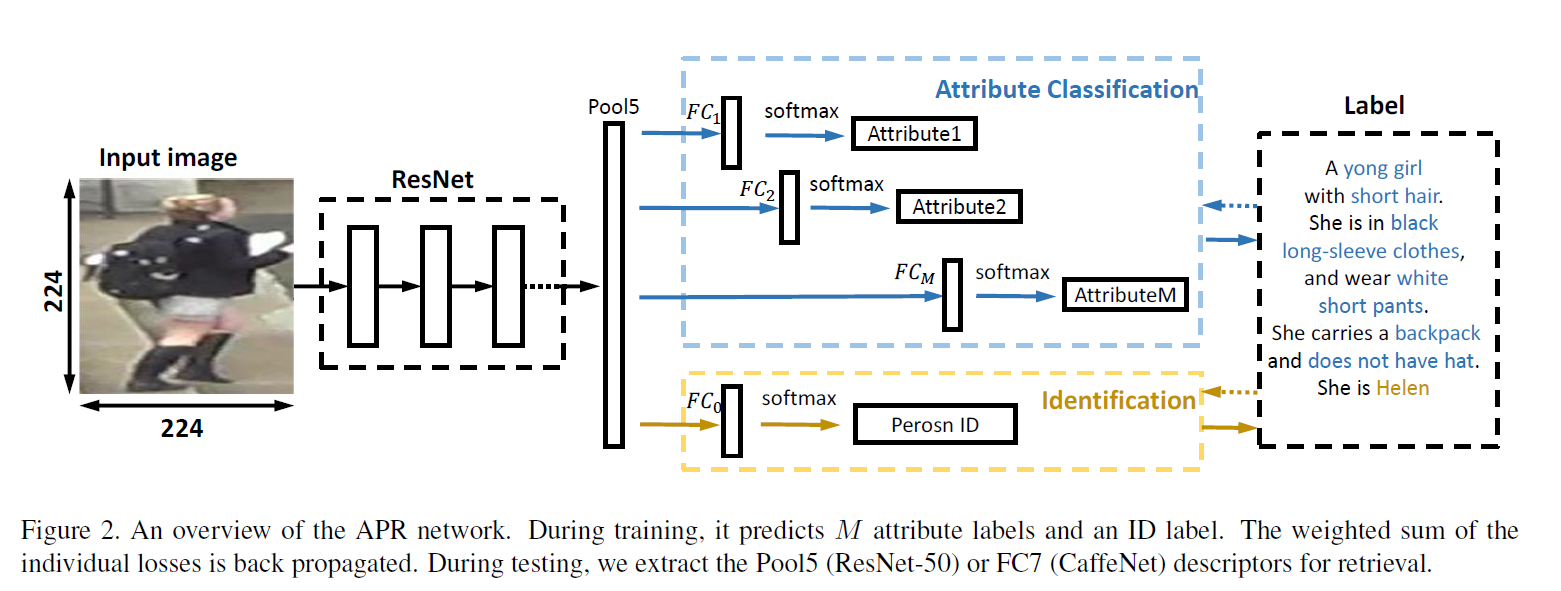 Input image
224
224
ResNet
Pool5
Attribute Classification
FC₁
softmax
Attribute1
FC₂
softmax
Attribute2
FC_M
softmax
AttributeM
Identification
FC₀
softmax
Perosn ID
Label
A yong girl
with short hair.
She is in black
long-sleeve clothes,
and wear white
short pants.
She carries a backpack
and does not have hat.
She is Helen
Figure 2. An overview of the APR network. During training, it predicts M attribute labels and an ID label. The weighted sum of the
individual losses is back propagated. During testing, we extract the Pool5 (ResNet-50) or FC7 (CaffeNet) descriptors for retrieval.